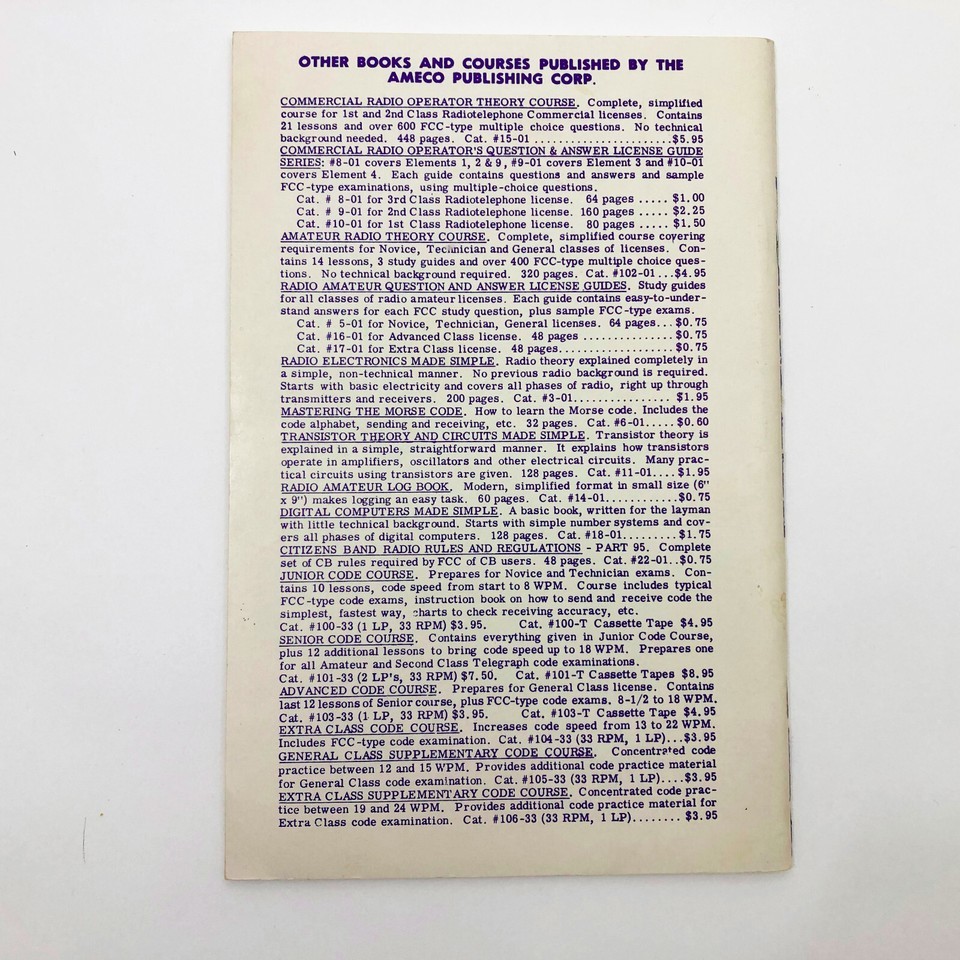 OTHER BOOKS AND COURSES PUBLISHED BY THE
AMECO PUBLISHING CORP.
COMMERCIAL RADIO OPERATOR THEORY COURSE. Complete, simplified
course for 1st and 2nd Class Radiotelephone Commercial licenses. Contains
21 lessons and over 600 FCC-type multiple choice questions. No technical
background needed. 448 pages. Cat. #15-01 .......................$5.95
COMMERCIAL RADIO OPERATOR'S QUESTION & ANSWER LICENSE GUIDE
SERIES: #8-01 covers Elements 1, 2 & 9, #9-01 covers Element 3 and #10-01
covers Element 4. Each guide contains questions and answers and sample
FCC-type examinations, using multiple-choice questions.
Cat. # 8-01 for 3rd Class Radiotelephone license. 64 pages ..... $1.00
Cat. # 9-01 for 2nd Class Radiotelephone license. 160 pages ..... $2.25
Cat. #10-01 for 1st Class Radiotelephone license. 80 pages ..... $1.50
AMATEUR RADIO THEORY COURSE. Complete, simplified course covering
requirements for Novice, Technician and General classes of licenses. Con-
tains 14 lessons, 3 study guides and over 400 FCC-type multiple choice ques-
tions. No technical background required. 320 pages. Cat. #102-01 ...$4.95
RADIO AMATEUR QUESTION AND ANSWER LICENSE GUIDES. Study guides
for all classes of radio amateur licenses. Each guide contains easy-to-under-
stand answers for each FCC study question, plus sample FCC-type exams.
Cat. # 5-01 for Novice, Technician, General licenses. 64 pages...$0.75
Cat. #16-01 for Advanced Class license. 48 pages ............... $0.75
Cat. #17-01 for Extra Class license. 48 pages................... $0.75
RADIO ELECTRONICS MADE SIMPLE. Radio theory explained completely in
a simple, non-technical manner. No previous radio background is required.
Starts with basic electricity and covers all phases of radio, right up through
transmitters and receivers. 200 pages. Cat. #3-01................ $1.95
MASTERING THE MORSE CODE. How to learn the Morse code. Includes the
code alphabet, sending and receiving, etc. 32 pages. Cat. #6-01..... $0.60
TRANSISTOR THEORY AND CIRCUITS MADE SIMPLE. Transistor theory is
explained in a simple, straightforward manner. It explains how transistors
operate in amplifiers, oscillators and other electrical circuits. Many prac-
tical circuits using transistors are given. 128 pages. Cat. #11-01.... $1.95
RADIO AMATEUR LOG BOOK. Modern, simplified format in small size (6"
x 9") makes logging an easy task. 60 pages. Cat. #14-01............$0.75
DIGITAL COMPUTERS MADE SIMPLE. A basic book, written for the layman
with little technical background. Starts with simple number systems and cov-
ers all phases of digital computers. 128 pages. Cat. #18-01.........$1.75
CITIZENS BAND RADIO RULES AND REGULATIONS - PART 95. Complete
set of CB rules required by FCC of CB users. 48 pages. Cat. #22-01..$0.75
JUNIOR CODE COURSE. Prepares for Novice and Technician exams. Con-
tains 10 lessons, code speed from start to 8 WPM. Course includes typical
FCC-type code exams, instruction book on how to send and receive code the
simplest, fastest way, charts to check receiving accuracy, etc.
Cat. #100-33 (1 LP, 33 RPM) $3.95. Cat. #100-T Cassette Tape $4.95
SENIOR CODE COURSE. Contains everything given in Junior Code Course,
plus 12 additional lessons to bring code speed up to 18 WPM. Prepares one
for all Amateur and Second Class Telegraph code examinations.
Cat. #101-33 (2 LP's, 33 RPM) $7.50. Cat. #101-T Cassette Tapes $8.95
ADVANCED CODE COURSE. Prepares for General Class license. Contains
last 12 lessons of Senior course, plus FCC-type code exams. 8-1/2 to 18 WPM.
Cat. #103-33 (1 LP, 33 RPM) $3.95. Cat. #103-T Cassette Tape $4.95
EXTRA CLASS CODE COURSE. Increases code speed from 13 to 22 WPM.
Includes FCC-type code examination. Cat. #104-33 (33 RPM, 1 LP)...$3.95
GENERAL CLASS SUPPLEMENTARY CODE COURSE. Concentrated code
practice between 12 and 15 WPM. Provides additional code practice material
for General Class code examination. Cat. #105-33 (33 RPM, 1 LP)....$3.95
EXTRA CLASS SUPPLEMENTARY CODE COURSE. Concentrated code prac-
tice between 19 and 24 WPM. Provides additional code practice material for
Extra Class code examination. Cat. #106-33 (33 RPM, 1 LP)........ $3.95